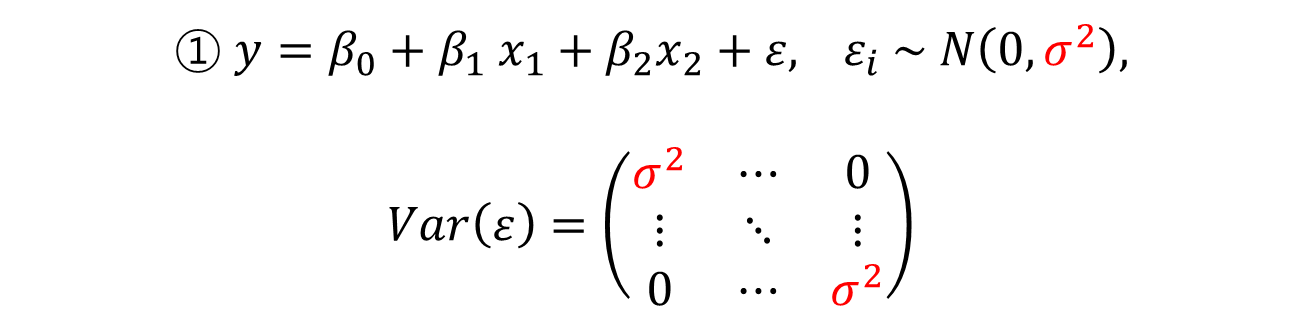 ① y = β₀ + β₁ x₁ + β₂x₂ + ε, εᵢ ~ N(0, σ²),
Var(ε) = (σ² ⋯ 0
⋮ ⋱ ⋮
0 ⋯ σ²)